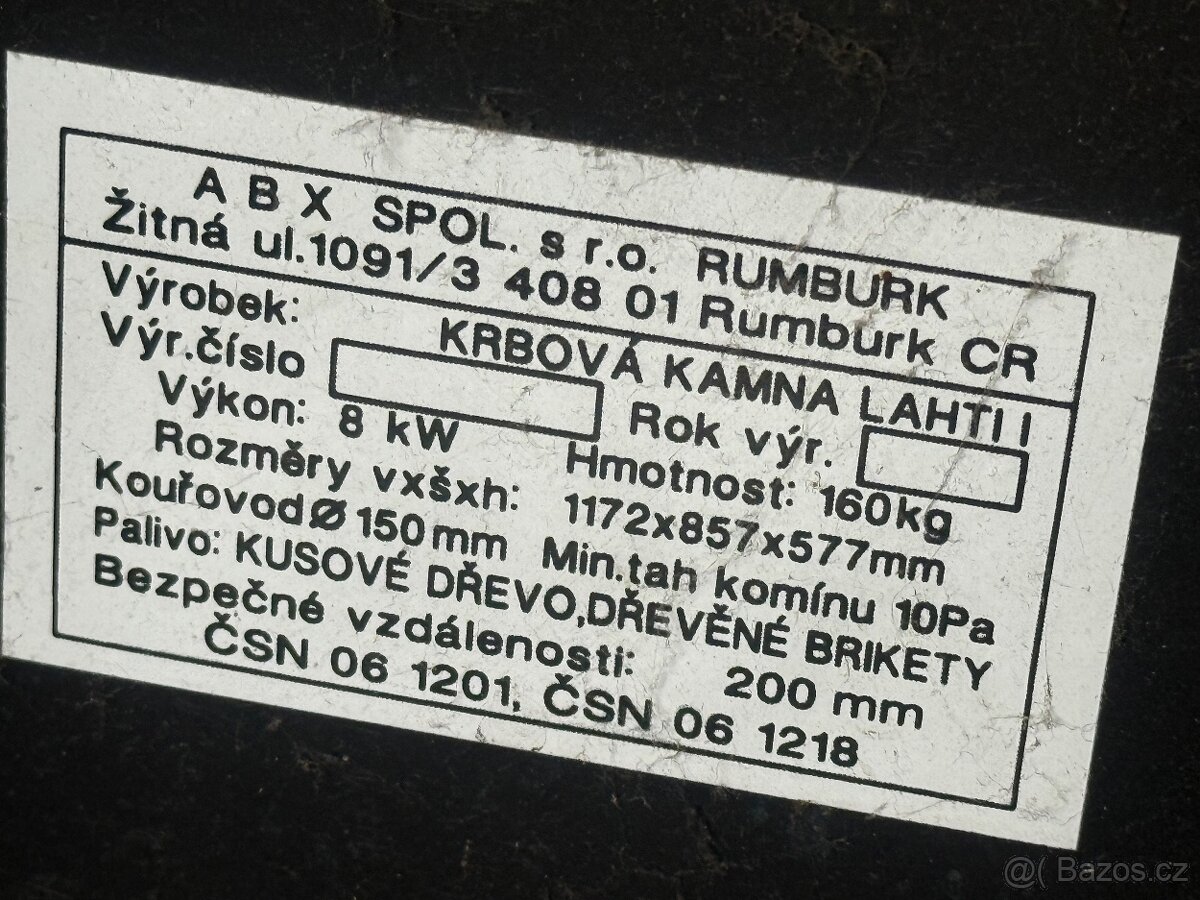 A B X SPOL. s r.o. RUMBURK
Žitná ul.1091/3 408 01 Rumburk CR
Výrobek: KRBOVÁ KAMNA LAHTI I
Výr.číslo Rok výr.
Výkon: 8 kW Hmotnost: 160kg
Rozměry vxšxh: 1172x857x577mm
Kouřovod Ø 150mm Min.tah komínu 10Pa
Palivo: KUSOVÉ DŘEVO,DŘEVĚNÉ BRIKETY
Bezpečné vzdálenosti: 200 mm
ČSN 06 1201, ČSN 06 1218
@( Bazos.cz